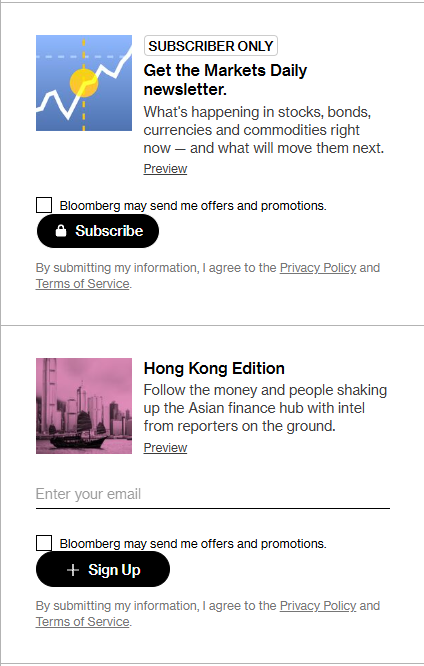 SUBSCRIBER ONLY
Get the Markets Daily
newsletter.
What's happening in stocks, bonds,
currencies and commodities right
now — and what will move them next.
Preview
Bloomberg may send me offers and promotions.
Subscribe
By submitting my information, I agree to the Privacy Policy and
Terms of Service.
Hong Kong Edition
Follow the money and people shaking
up the Asian finance hub with intel
from reporters on the ground.
Preview
Enter your email
Bloomberg may send me offers and promotions.
Sign Up
By submitting my information, I agree to the Privacy Policy and
Terms of Service.